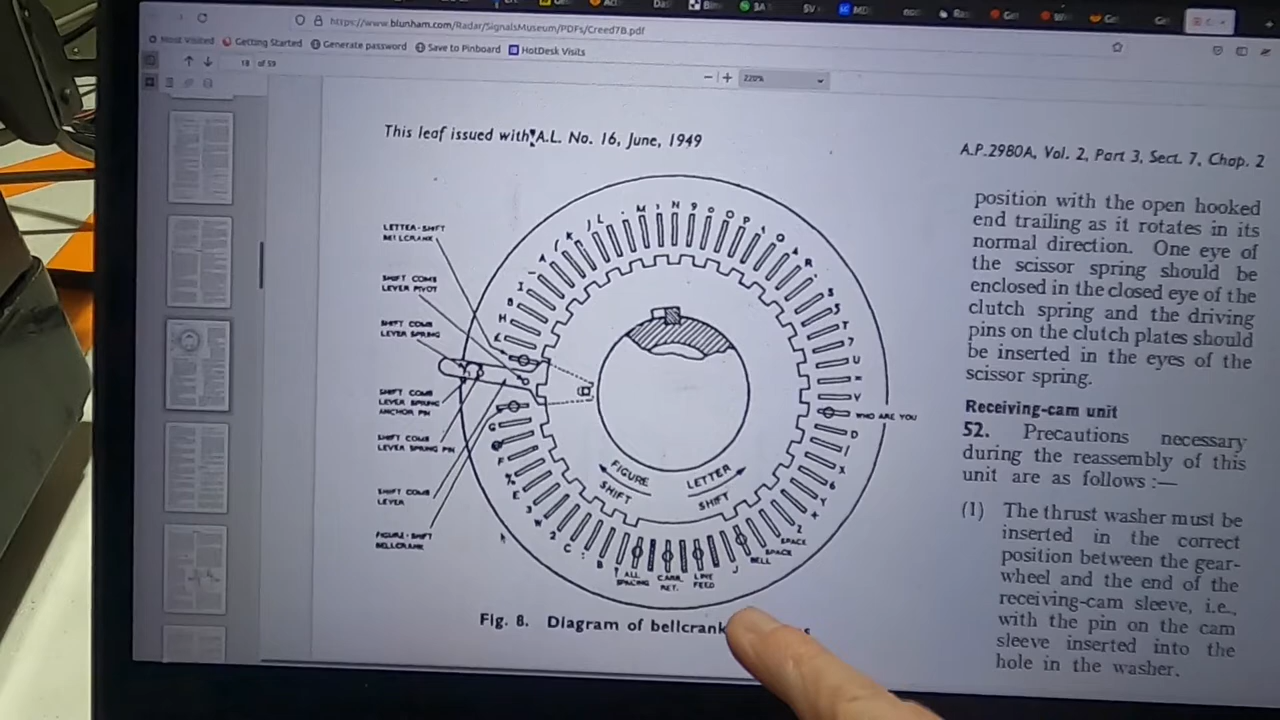 https://www.blunham.com/Radar/SignalsMuseum/PDFs/Creed7B.pdf
Most Visited Getting Started Generate password Save to Pinboard HotDesk Visits
18 of 59
220%
This leaf issued with A.L. No. 16, June, 1949
A.P.2980A, Vol. 2, Part 3, Sect. 7, Chap. 2
LETTER-SHIFT
BELLCRANK
SHIFT COMB
LEVER PIVOT
SHIFT COMB
LEVER SPRING
SHIFT COMB
LEVER SPRING
ANCHOR PIN
SHIFT COMB
LEVER SPRING PIN
SHIFT COMB
LEVER
FIGURE-SHIFT
BELLCRANK
WHO ARE YOU
FIGURE
SHIFT
LETTER
SHIFT
SPACE
SPACE
BELL
J
LINE
FEED
CARR.
RET.
ALL
SPACING
Fig. 8. Diagram of bellcrank
position with the open hooked
end trailing as it rotates in its
normal direction. One eye of
the scissor spring should be
enclosed in the closed eye of the
clutch spring and the driving
pins on the clutch plates should
be inserted in the eyes of the
scissor spring.
Receiving-cam unit
52. Precautions necessary
during the reassembly of this
unit are as follows :—
(1) The thrust washer must be
inserted in the correct
position between the gear-
wheel and the end of the
receiving-cam sleeve, i.e.,
with the pin on the cam
sleeve inserted into the
hole in the washer.